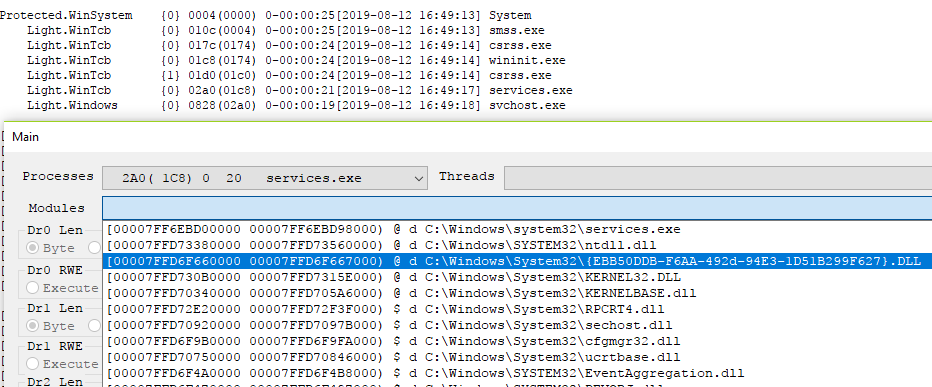 Protected.WinSystem {0} 0004(0000) 0-00:00:25[2019-08-12 16:49:13] System
Light.WinTcb {0} 010c(0004) 0-00:00:25[2019-08-12 16:49:13] smss.exe
Light.WinTcb {0} 017c(0174) 0-00:00:24[2019-08-12 16:49:14] csrss.exe
Light.WinTcb {0} 01c8(0174) 0-00:00:24[2019-08-12 16:49:14] wininit.exe
Light.WinTcb {1} 01d0(01c0) 0-00:00:24[2019-08-12 16:49:14] csrss.exe
Light.WinTcb {0} 02a0(01c8) 0-00:00:21[2019-08-12 16:49:17] services.exe
Light.Windows {0} 0828(02a0) 0-00:00:19[2019-08-12 16:49:18] svchost.exe
Main
Processes 2A0( 1C8) 0 20 services.exe Threads
Modules
[00007FF6EBD00000 00007FF6EBD98000) @ d C:\Windows\system32\services.exe
Dr0 Len
Byte
[00007FFD73380000 00007FFD73560000) @ d C:\Windows\SYSTEM32\ntdll.dll
[00007FFD6F660000 00007FFD6F667000) @ d C:\Windows\System32\{EBB50DDB-F6AA-492d-94E3-1D51B299F627}.DLL
Dr0 RWE
[00007FFD730B0000 00007FFD7315E000) @ d C:\Windows\System32\KERNEL32.DLL
Execute
[00007FFD70340000 00007FFD705A6000) @ d C:\Windows\System32\KERNELBASE.dll
Dr1 Len
[00007FFD72E20000 00007FFD72F3F000) $ d C:\Windows\System32\RPCRT4.dll
Byte
[00007FFD70920000 00007FFD7097B000) $ d C:\Windows\System32\sechost.dll
[00007FFD6F9B0000 00007FFD6F9FA000) $ d C:\Windows\System32\cfgmgr32.dll
Dr1 RWE
[00007FFD70750000 00007FFD70846000) $ d C:\Windows\System32\ucrtbase.dll
Execute
[00007FFD6F4A0000 00007FFD6F4B8000) $ d C:\Windows\SYSTEM32\EventAggregation.dll
Dr2 Len